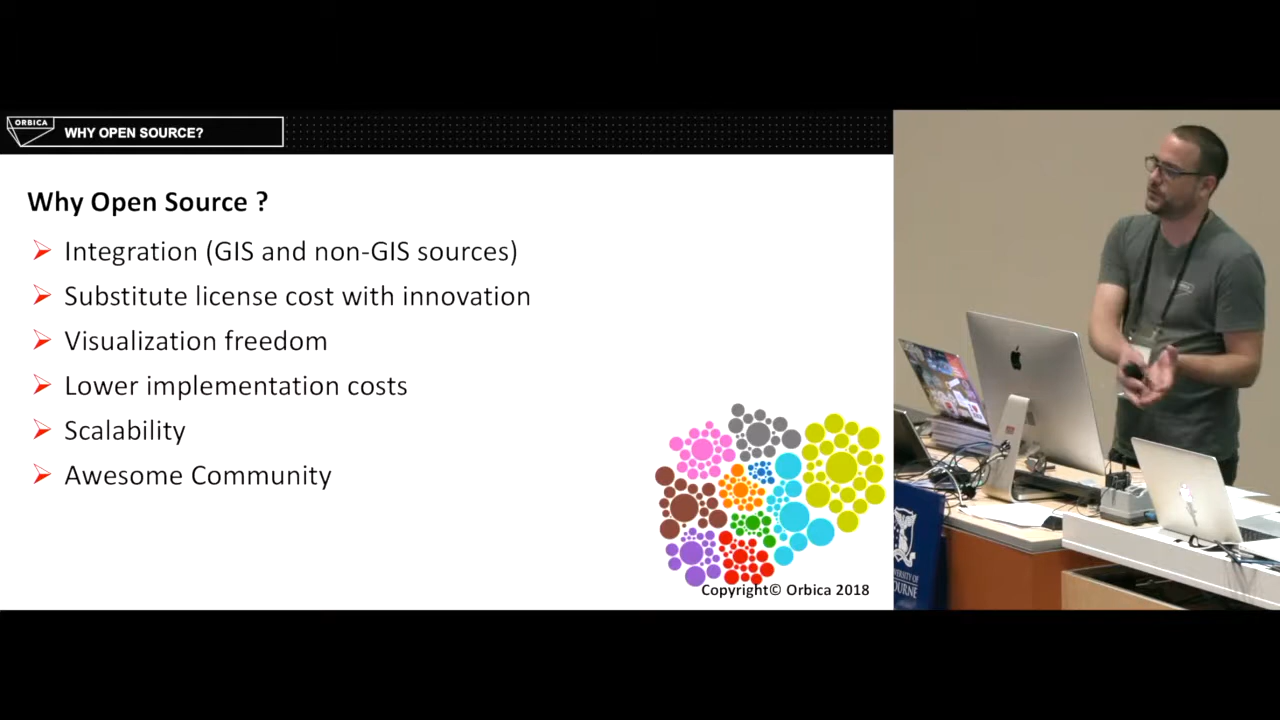 ORBICA
WHY OPEN SOURCE?
Why Open Source ?
Integration (GIS and non-GIS sources)
Substitute license cost with innovation
Visualization freedom
Lower implementation costs
Scalability
Awesome Community
Copyright© Orbica 2018